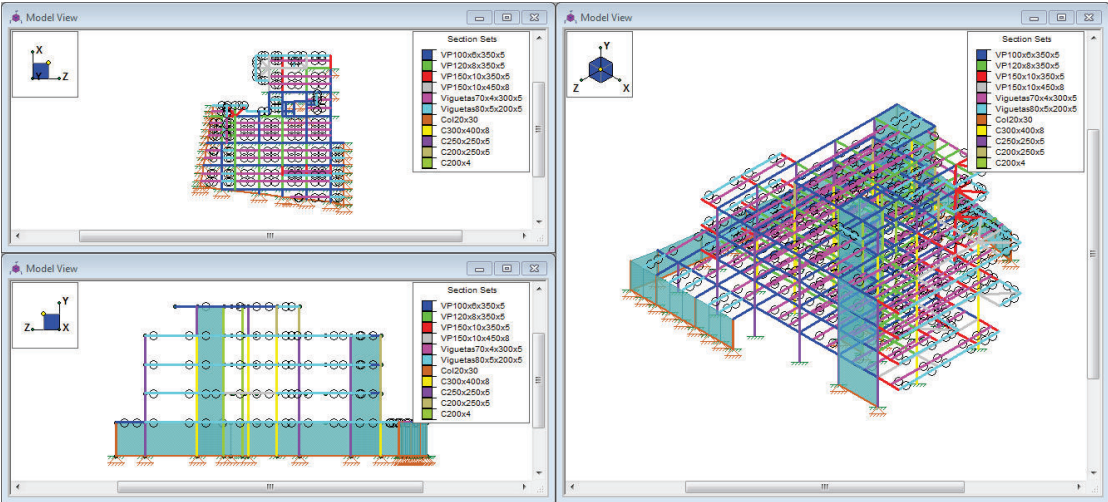 Model View
X
Y
Z
Section Sets
VP100x6x350x5
VP120x8x350x5
VP150x10x350x5
VP150x10x450x8
Viguetas70x4x300x5
Viguetas80x5x200x5
Col20x30
C300x400x8
C250x250x5
C200x250x5
C200x4
Model View
Y
Z
X
Section Sets
VP100x6x350x5
VP120x8x350x5
VP150x10x350x5
VP150x10x450x8
Viguetas70x4x300x5
Viguetas80x5x200x5
Col20x30
C300x400x8
C250x250x5
C200x250x5
C200x4
Model View
Y
Z
X
Section Sets
VP100x6x350x5
VP120x8x350x5
VP150x10x350x5
VP150x10x450x8
Viguetas70x4x300x5
Viguetas80x5x200x5
Col20x30
C300x400x8
C250x250x5
C200x250x5
C200x4